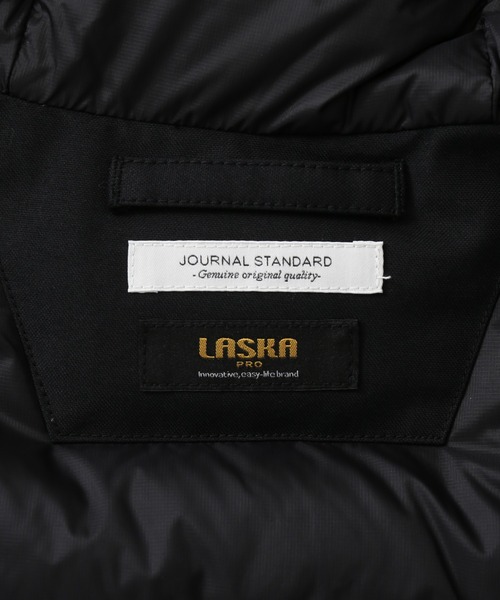 JOURNAL STANDARD
-Genuine original quality-
LASKA
PRO
Innovative, easy-life brand